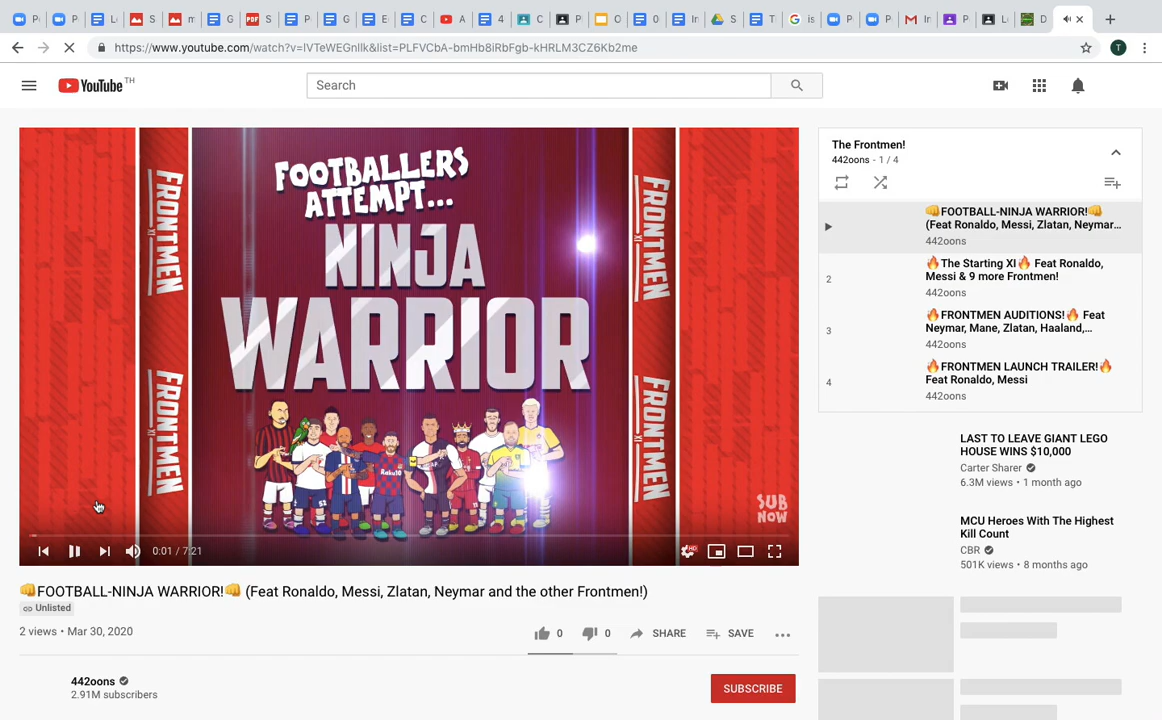 https://www.youtube.com/watch?v=lVTeWEGnllk&list=PLFVCbA-bmHb8iRbFgb-kHRLM3CZ6Kb2me
T
YouTube TH
Search
FOOTBALLERS
ATTEMPT...
NINJA
WARRIOR
FRONTMEN
FRONTMEN
FRONTMEN
FRONTMEN
SUB
NOW
0:01 / 7:21
The Frontmen!
442oons - 1 / 4
👊FOOTBALL-NINJA WARRIOR!👊
(Feat Ronaldo, Messi, Zlatan, Neymar...
442oons
2
🔥The Starting XI🔥 Feat Ronaldo,
Messi & 9 more Frontmen!
442oons
3
🔥FRONTMEN AUDITIONS!🔥 Feat
Neymar, Mane, Zlatan, Haaland,...
442oons
4
🔥FRONTMEN LAUNCH TRAILER!🔥
Feat Ronaldo, Messi
442oons
LAST TO LEAVE GIANT LEGO
HOUSE WINS $10,000
Carter Sharer
6.3M views • 1 month ago
MCU Heroes With The Highest
Kill Count
CBR
501K views • 8 months ago
👊FOOTBALL-NINJA WARRIOR!👊 (Feat Ronaldo, Messi, Zlatan, Neymar and the other Frontmen!)
Unlisted
2 views • Mar 30, 2020
0
0
SHARE
SAVE
442oons
2.91M subscribers
SUBSCRIBE